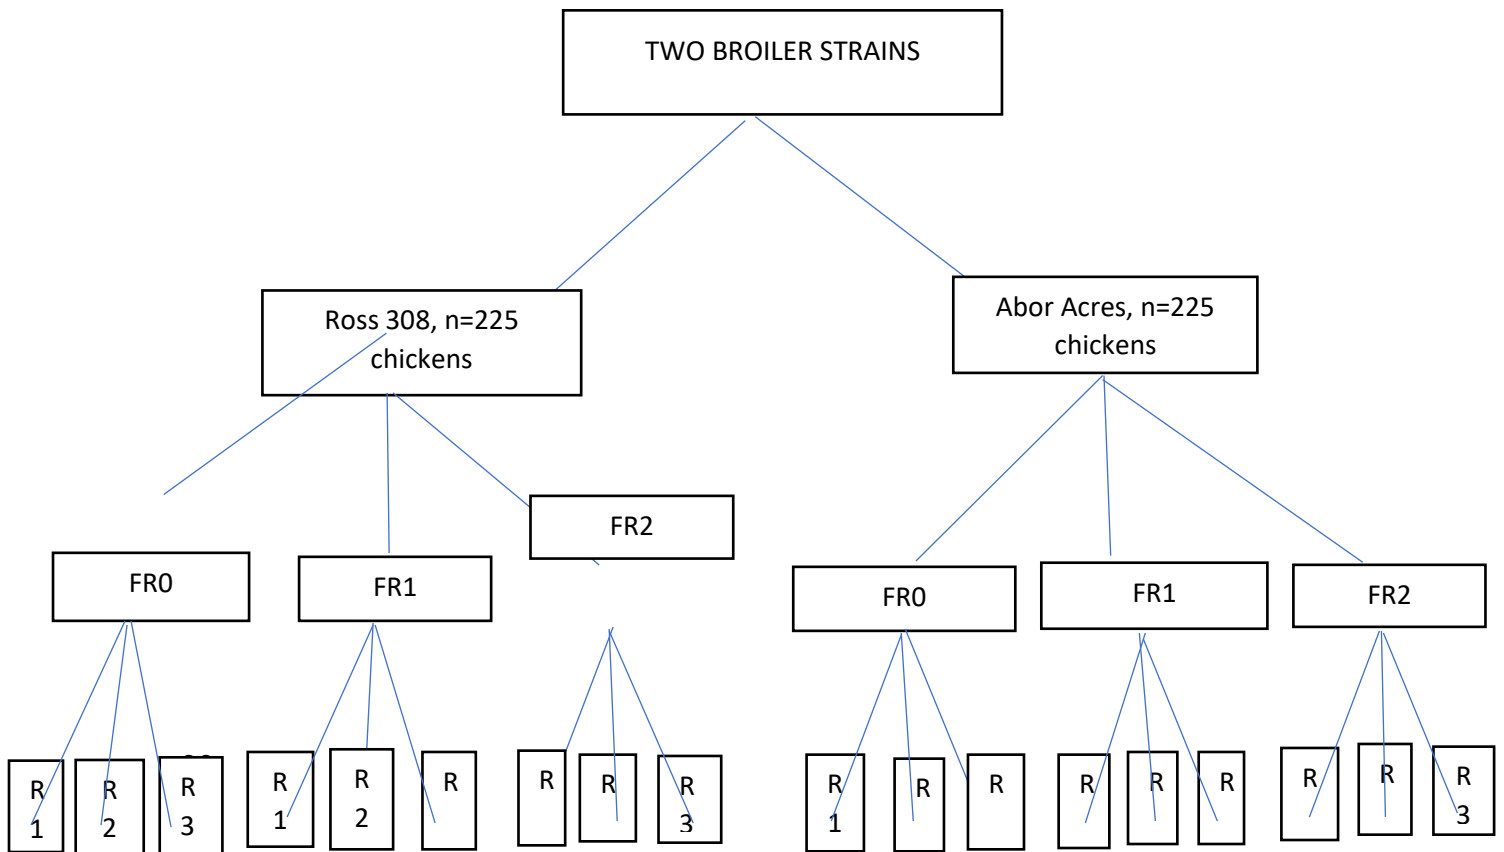 TWO BROILER STRAINS
Ross 308, n=225
chickens
Abor Acres, n=225
chickens
FR2
FR0
FR1
FR0
FR1
FR2
R
1
R
2
R
3
R
1
R
2
R
R
R
R
3
R
1
R
R
R
R
R
R
R
R
3